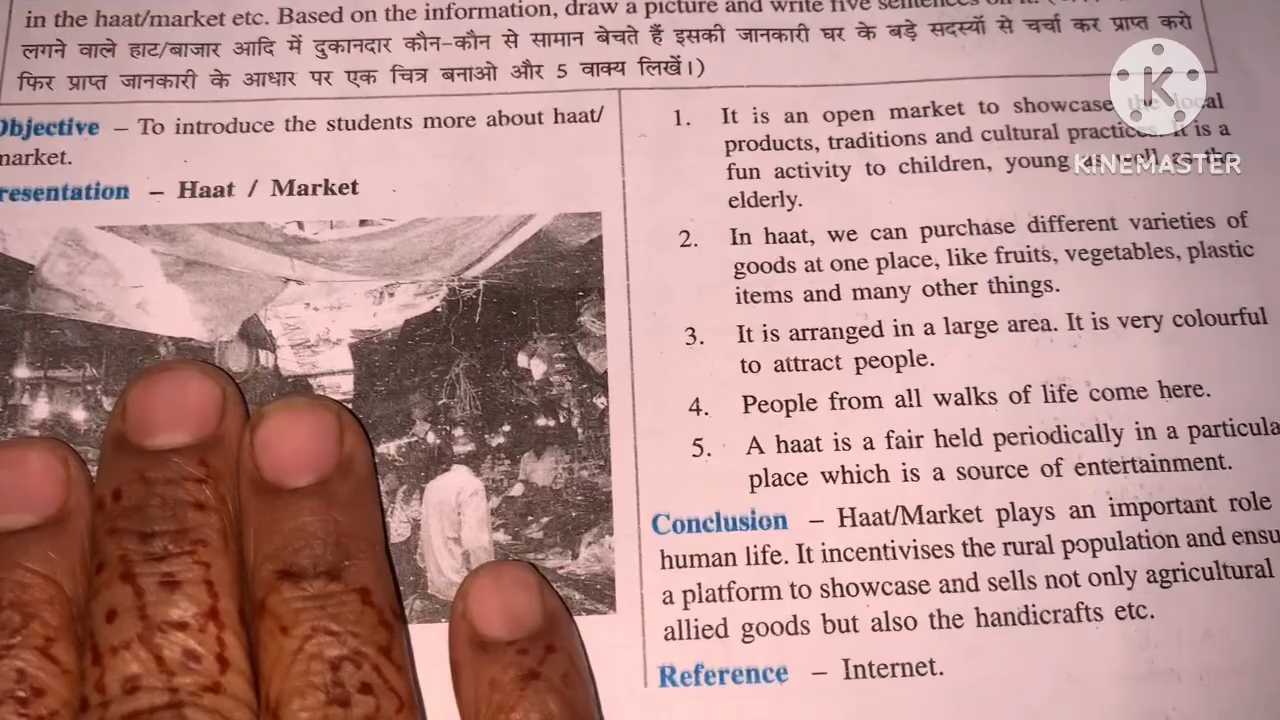 in the haat/market etc. Based on the information, draw a picture and write five sentences on it.
लगने वाले हाट/बाजार आदि में दुकानदार कौन-कौन से सामान बेचते हैं इसकी जानकारी घर के बड़े सदस्यों से चर्चा कर प्राप्त करो
फिर प्राप्त जानकारी के आधार पर एक चित्र बनाओ और 5 वाक्य लिखें।)
Objective – To introduce the students more about haat/
market.
resentation – Haat / Market
1. It is an open market to showcase the local
products, traditions and cultural practices. It is a
fun activity to children, young as well as the
elderly.
2. In haat, we can purchase different varieties of
goods at one place, like fruits, vegetables, plastic
items and many other things.
3. It is arranged in a large area. It is very colourful
to attract people.
4. People from all walks of life come here.
5. A haat is a fair held periodically in a particula
place which is a source of entertainment.
Conclusion – Haat/Market plays an important role
human life. It incentivises the rural population and ensu
a platform to showcase and sells not only agricultural
allied goods but also the handicrafts etc.
Reference – Internet.
K
KINEMASTER